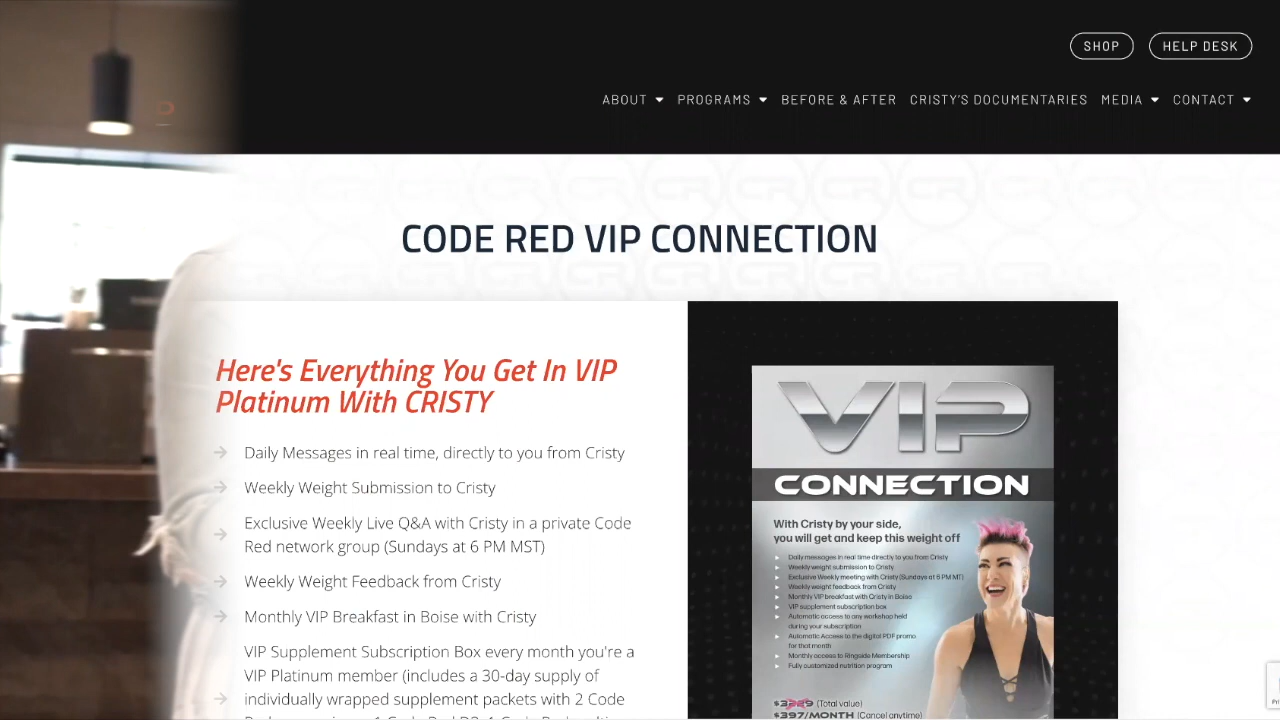 SHOP
HELP DESK
ABOUT
PROGRAMS
BEFORE & AFTER
CRISTY'S DOCUMENTARIES
MEDIA
CONTACT
CODE RED VIP CONNECTION
Here's Everything You Get In VIP
Platinum With CRISTY
Daily Messages in real time, directly to you from Cristy
Weekly Weight Submission to Cristy
Exclusive Weekly Live Q&A with Cristy in a private Code
Red network group (Sundays at 6 PM MST)
Weekly Weight Feedback from Cristy
Monthly VIP Breakfast in Boise with Cristy
VIP Supplement Subscription Box every month you're a
VIP Platinum member (includes a 30-day supply of
individually wrapped supplement packets with 2 Code
VIP
CONNECTION
With Cristy by your side,
you will get and keep this weight off
Daily messages in real time directly to you from Cristy
Weekly weight submission to Cristy
Exclusive Weekly meeting with Cristy (Sundays at 6 PM MT)
Weekly weight feedback from Cristy
Monthly VIP breakfast with Cristy in Boise
VIP supplement subscription box
Automatic access to any workshop held
during your subscription
Automatic Access to the digital PDF promo
for that month
Monthly access to Ringside Membership
Fully customized nutrition program
(Total value)
$397/MONTH (Cancel anytime)